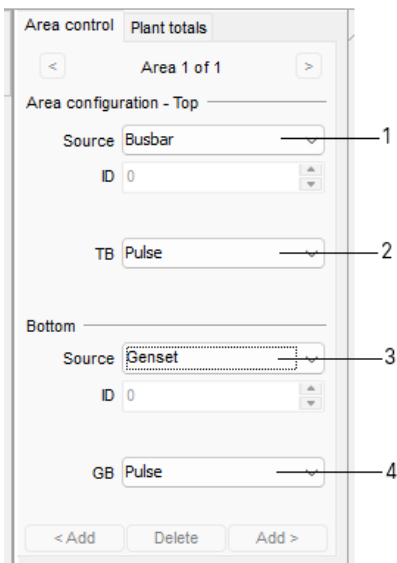 Area control Plant totals
< Area 1 of 1 >
Area configuration - Top
Source Busbar 1
ID 0
TB Pulse 2
Bottom
Source Genset 3
ID 0
GB Pulse 4
< Add Delete Add >